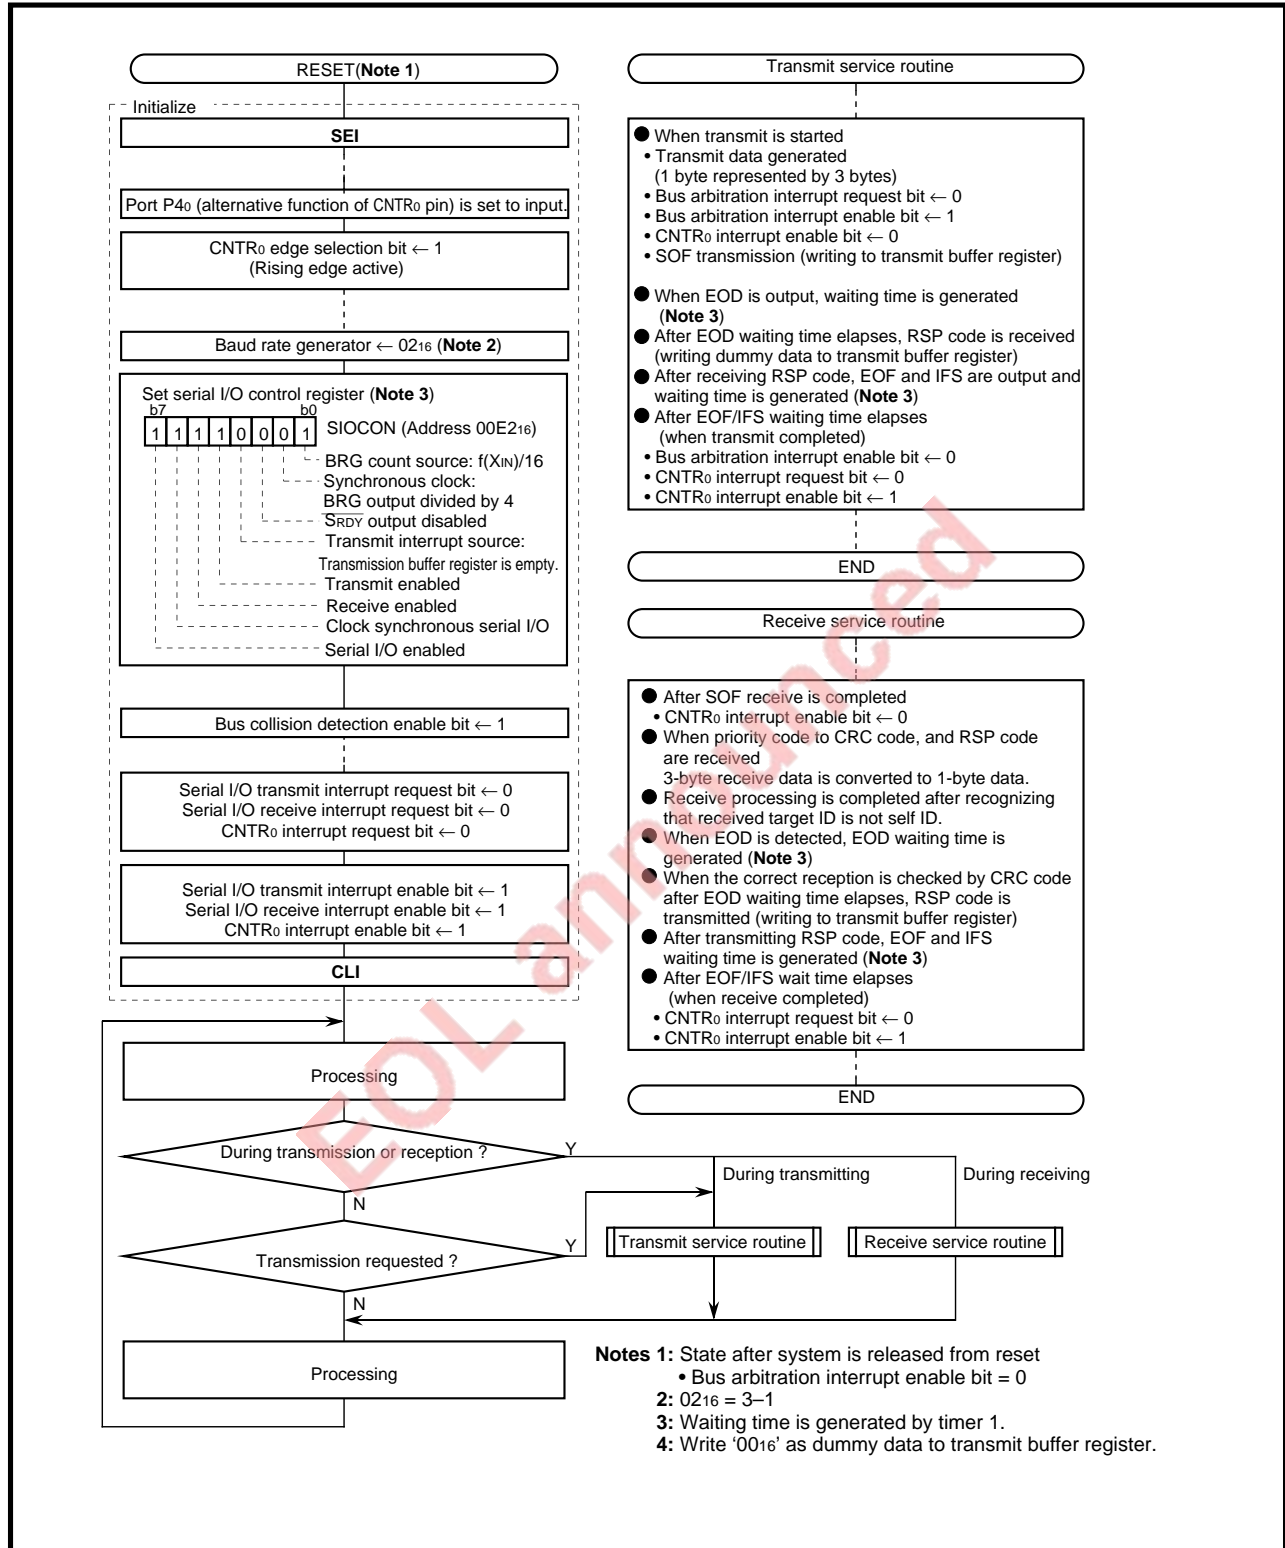 RESET(Note 1)
Initialize
SEI
Port P40 (alternative function of CNTR0 pin) is set to input.
CNTR0 edge selection bit ← 1
(Rising edge active)
Baud rate generator ← 0216 (Note 2)
Set serial I/O control register (Note 3)
b7 b0
1 1 1 1 0 0 0 1 SIOCON (Address 00E216)
BRG count source: f(XIN)/16
Synchronous clock:
BRG output divided by 4
SRDY output disabled
Transmit interrupt source:
Transmission buffer register is empty.
Transmit enabled
Receive enabled
Clock synchronous serial I/O
Serial I/O enabled
Bus collision detection enable bit ← 1
Serial I/O transmit interrupt request bit ← 0
Serial I/O receive interrupt request bit ← 0
CNTR0 interrupt request bit ← 0
Serial I/O transmit interrupt enable bit ← 1
Serial I/O receive interrupt enable bit ← 1
CNTR0 interrupt enable bit ← 1
CLI
Processing
During transmission or reception ?
Y
N
Transmission requested ?
Y
N
Processing
During transmitting
During receiving
Transmit service routine
Receive service routine
Transmit service routine
● When transmit is started
• Transmit data generated
(1 byte represented by 3 bytes)
• Bus arbitration interrupt request bit ← 0
• Bus arbitration interrupt enable bit ← 1
• CNTR0 interrupt enable bit ← 0
• SOF transmission (writing to transmit buffer register)
● When EOD is output, waiting time is generated
(Note 3)
● After EOD waiting time elapses, RSP code is received
(writing dummy data to transmit buffer register)
● After receiving RSP code, EOF and IFS are output and
waiting time is generated (Note 3)
● After EOF/IFS waiting time elapses
(when transmit completed)
• Bus arbitration interrupt enable bit ← 0
• CNTR0 interrupt request bit ← 0
• CNTR0 interrupt enable bit ← 1
END
Receive service routine
● After SOF receive is completed
• CNTR0 interrupt enable bit ← 0
● When priority code to CRC code, and RSP code
are received
3-byte receive data is converted to 1-byte data.
● Receive processing is completed after recognizing
that received target ID is not self ID.
● When EOD is detected, EOD waiting time is
generated (Note 3)
● When the correct reception is checked by CRC code
after EOD waiting time elapses, RSP code is
transmitted (writing to transmit buffer register)
● After transmitting RSP code, EOF and IFS
waiting time is generated (Note 3)
● After EOF/IFS wait time elapses
(when receive completed)
• CNTR0 interrupt request bit ← 0
• CNTR0 interrupt enable bit ← 1
END
Notes 1: State after system is released from reset
• Bus arbitration interrupt enable bit = 0
2: 0216 = 3–1
3: Waiting time is generated by timer 1.
4: Write ‘0016’ as dummy data to transmit buffer register.
EOL announced